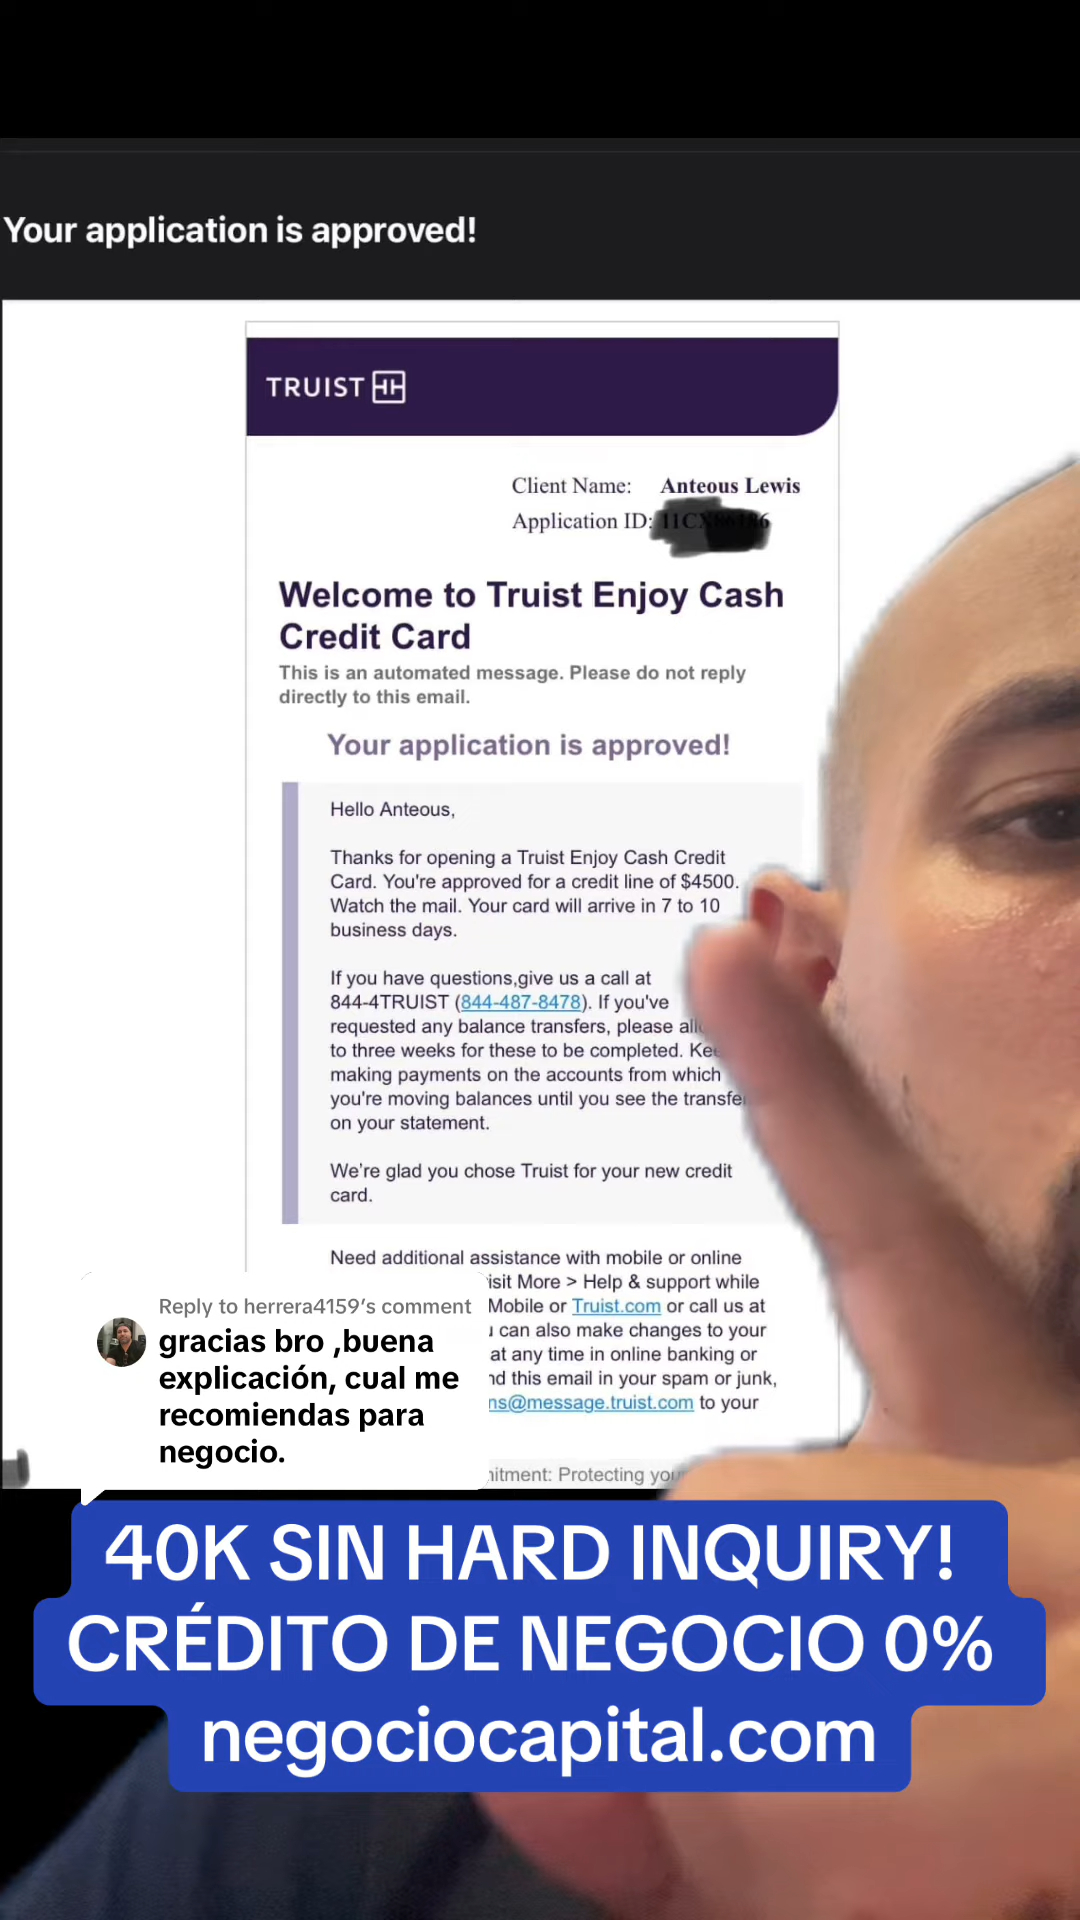 Your application is approved!
TRUIST
Client Name: Anteous Lewis
Application ID:
Welcome to Truist Enjoy Cash
Credit Card
This is an automated message. Please do not reply
directly to this email.
Your application is approved!
Hello Anteous,
Thanks for opening a Truist Enjoy Cash Credit
Card. You're approved for a credit line of $4500.
Watch the mail. Your card will arrive in 7 to 10
business days.
If you have questions,give us a call at
844-4TRUIST (844-487-8478). If you've
requested any balance transfers, please
to three weeks for these to be completed.
making payments on the accounts from which
you're moving balances until you see the
on your statement.
We're glad you chose Truist for your new credit
card.
Need additional assistance with mobile or online
More > Help & support while
Mobile or Truist.com or call us at
can also make changes to your
at any time in online banking or
this email in your spam or junk,
ns@message.truist.com to your
Protecting
Reply to herrera4159's comment
gracias bro ,buena
explicación, cual me
recomiendas para
negocio.
40K SIN HARD INQUIRY!
CRÉDITO DE NEGOCIO 0%
negociocapital.com